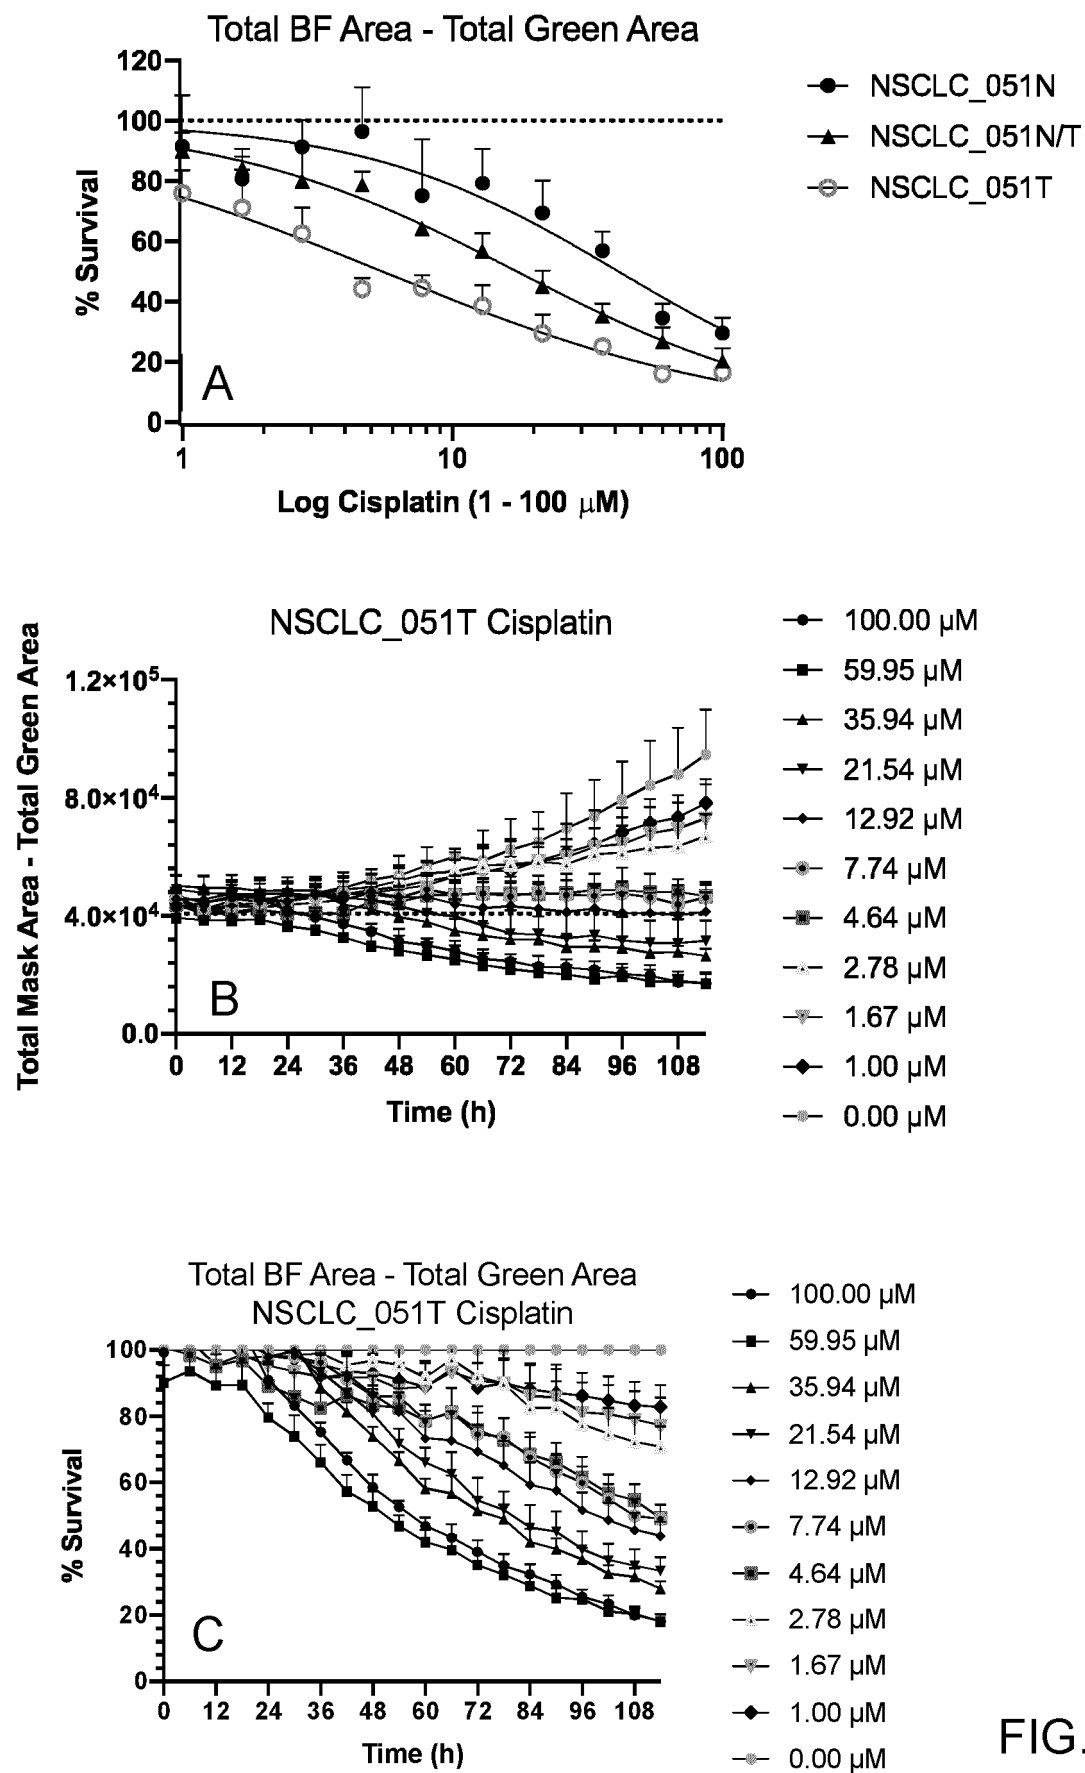 Total BF Area - Total Green Area
120
100
80
60
40
20
0
% Survival
A
1
10
100
Log Cisplatin (1 - 100 μM)
NSCLC_051N
NSCLC_051N/T
NSCLC_051T
NSCLC_051T Cisplatin
Total Mask Area - Total Green Area
1.2×10⁵
8.0×10⁴
4.0×10⁴
0.0
B
0 12 24 36 48 60 72 84 96 108
Time (h)
100.00 μM
59.95 μM
35.94 μM
21.54 μM
12.92 μM
7.74 μM
4.64 μM
2.78 μM
1.67 μM
1.00 μM
0.00 μM
Total BF Area - Total Green Area
NSCLC_051T Cisplatin
100
80
60
40
20
0
% Survival
C
0 12 24 36 48 60 72 84 96 108
Time (h)
100.00 μM
59.95 μM
35.94 μM
21.54 μM
12.92 μM
7.74 μM
4.64 μM
2.78 μM
1.67 μM
1.00 μM
0.00 μM
FIG.